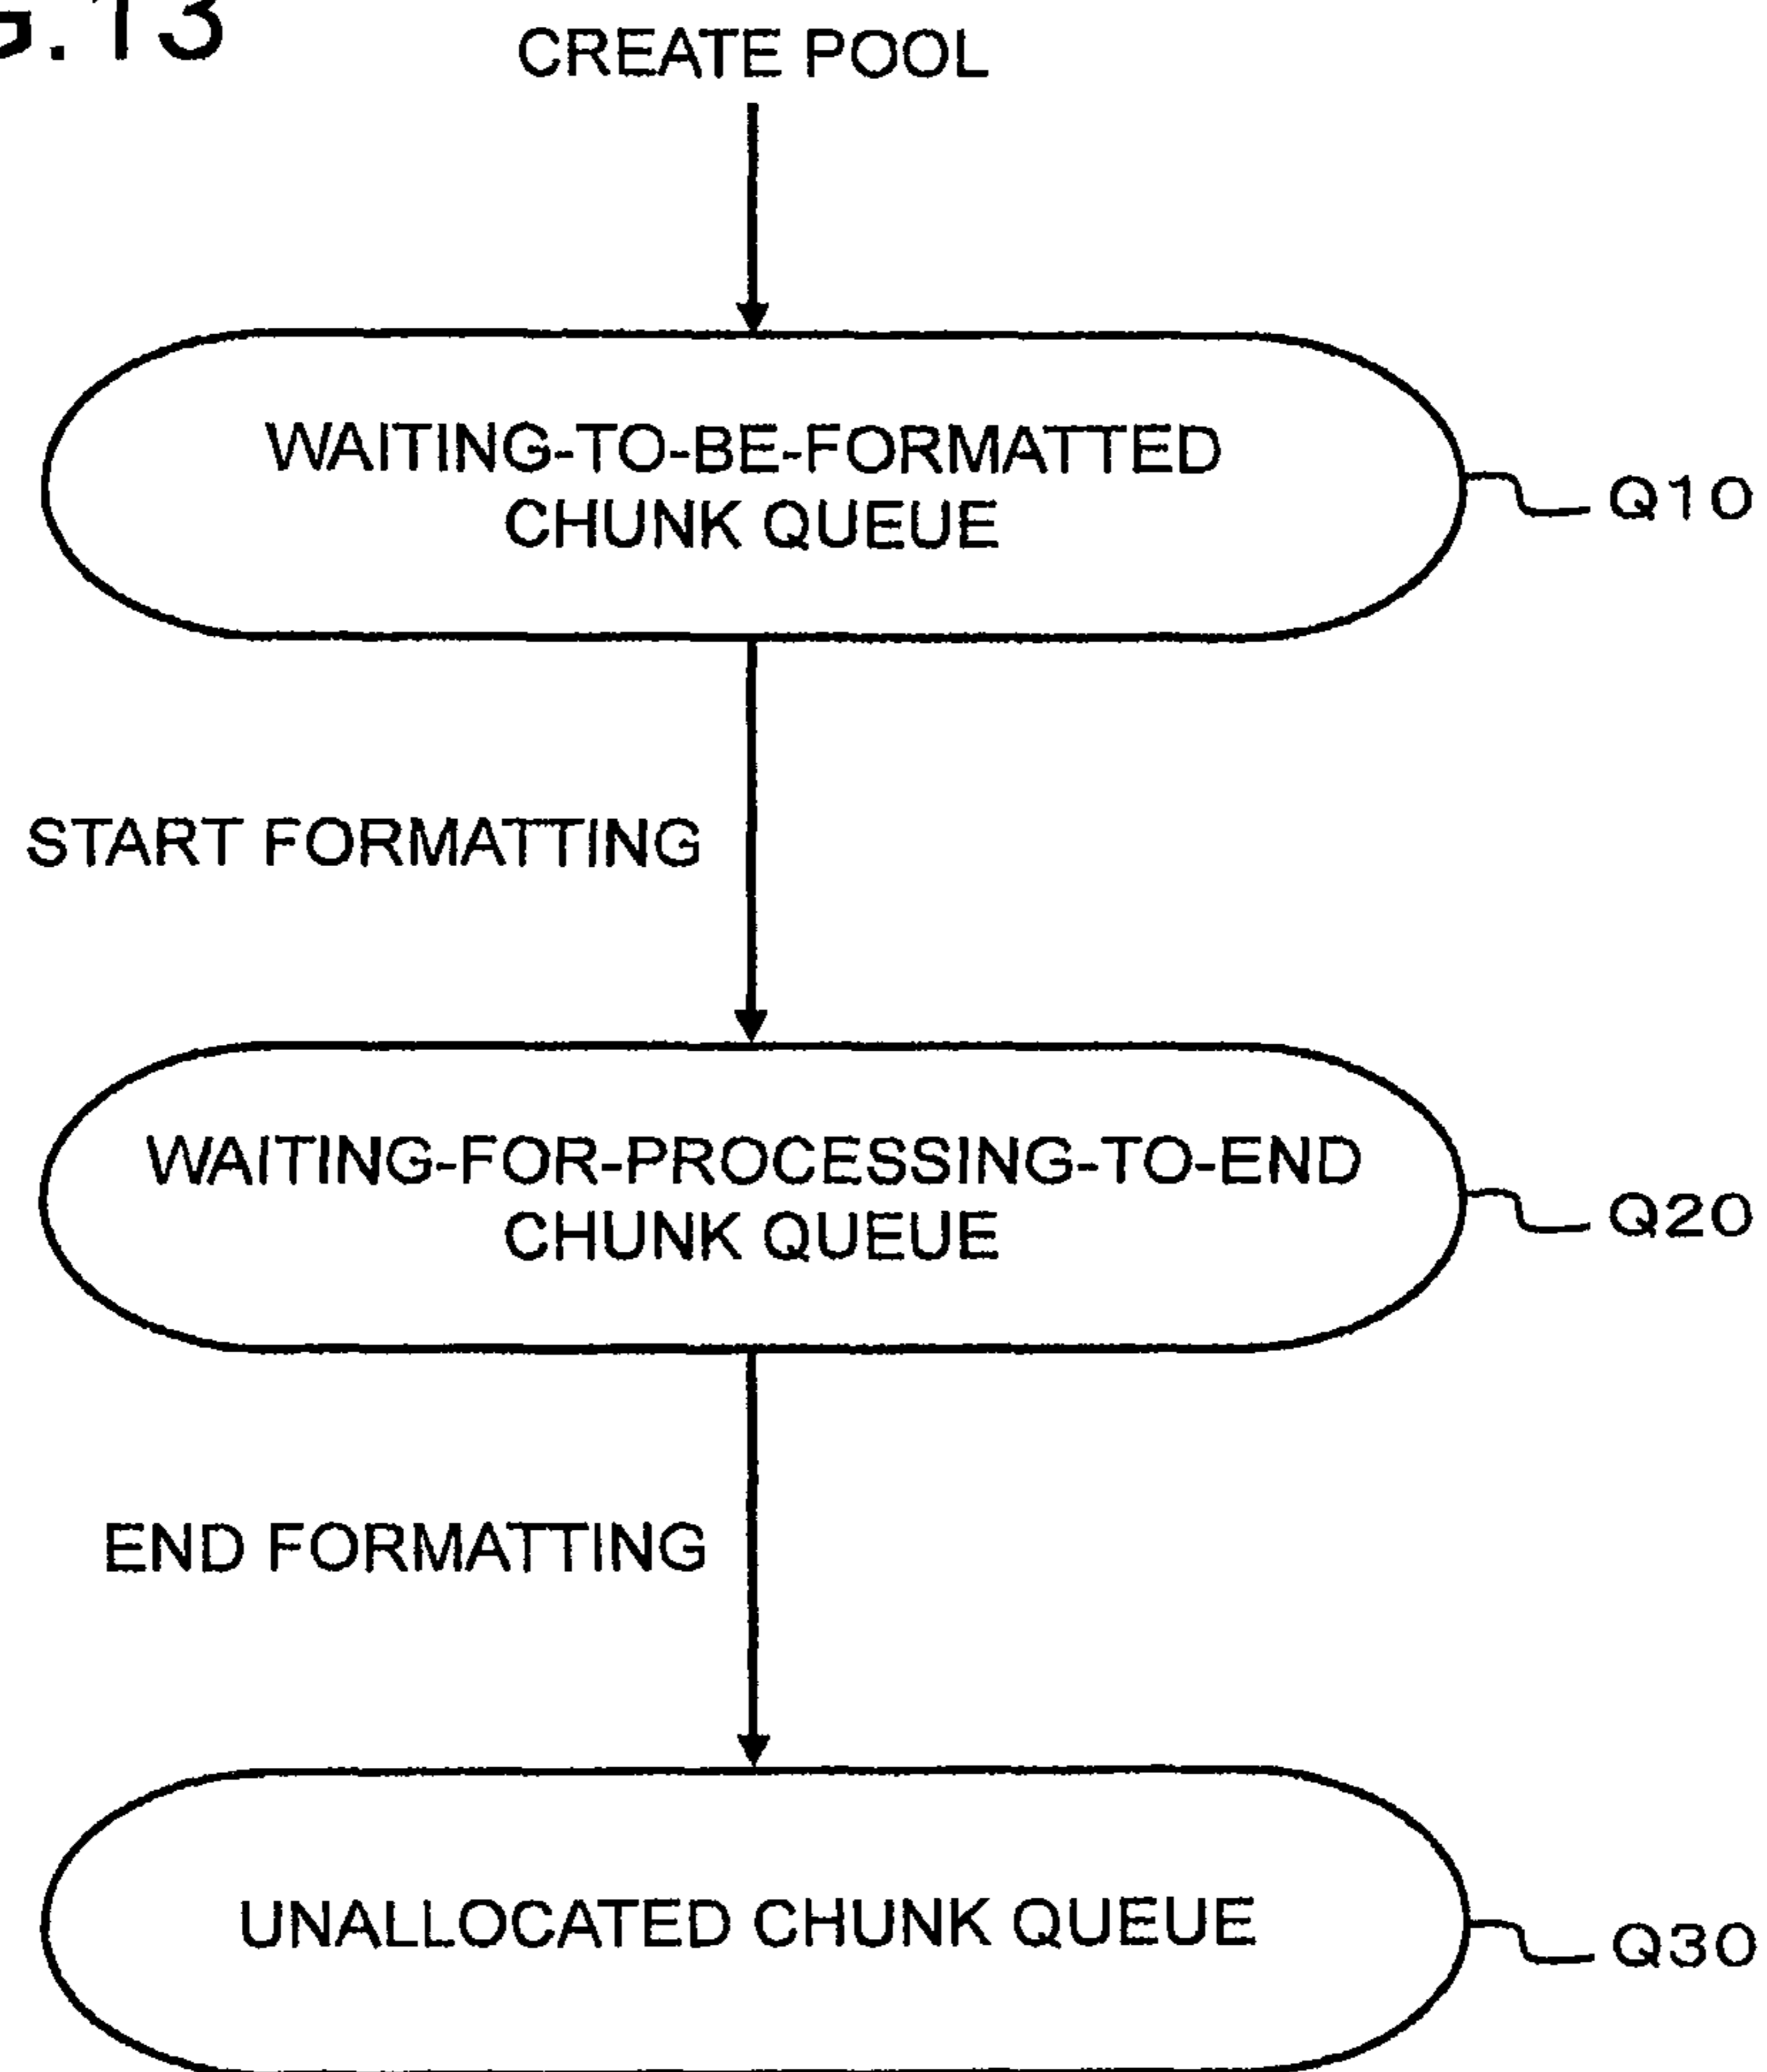 G.13
CREATE POOL
WAITING-TO-BE-FORMATTED
CHUNK QUEUE
Q10
START FORMATTING
WAITING-FOR-PROCESSING-TO-END
CHUNK QUEUE
Q20
END FORMATTING
UNALLOCATED CHUNK QUEUE
Q30